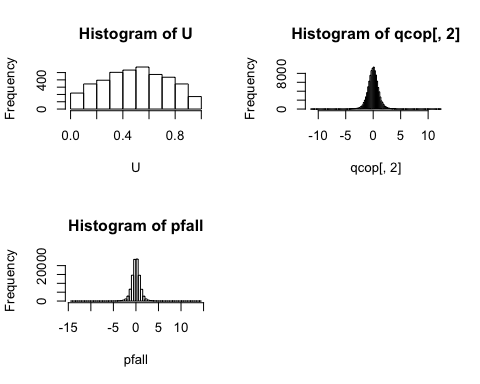 Histogram of U
Frequency
0 400
0.0 0.4 0.8
U
Histogram of qcop[, 2]
Frequency
0 8000
-10 -5 0 5 10
qcop[, 2]
Histogram of pfall
Frequency
0 20000
-15 -5 0 5 10
pfall